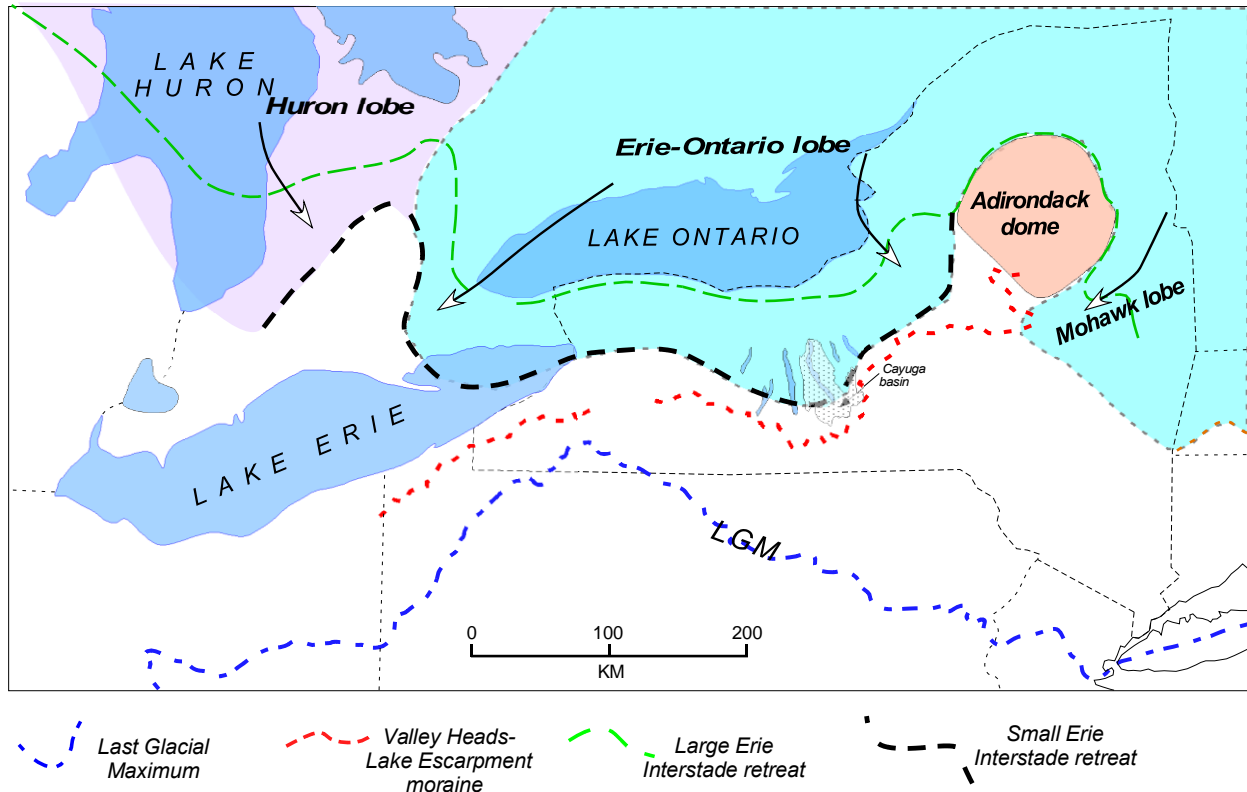 LAKE
HURON
Huron lobe
Erie-Ontario lobe
Adirondack
dome
LAKE ONTARIO
Mohawk lobe
Cayuga
basin
LAKE ERIE
LGM
0 100 200
KM
Last Glacial
Maximum
Valley Heads-
Lake Escarpment
moraine
Large Erie
Interstade retreat
Small Erie
Interstade retreat